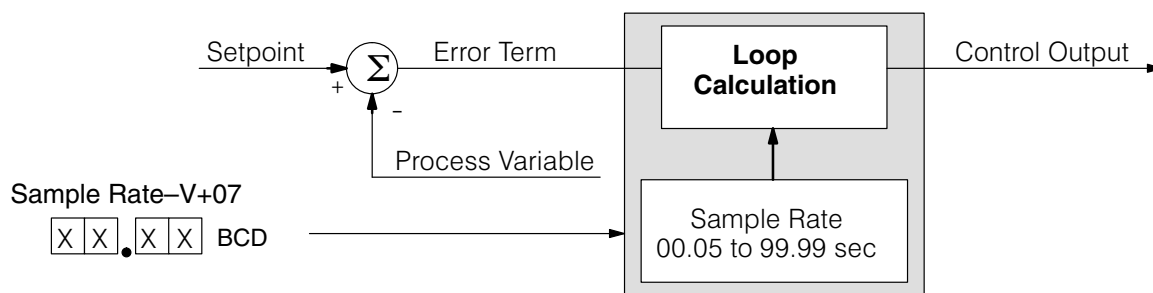 Setpoint
+
Σ
–
Error Term
Loop
Calculation
Control Output
Process Variable
Sample Rate–V+07
X X . X X BCD
Sample Rate
00.05 to 99.99 sec